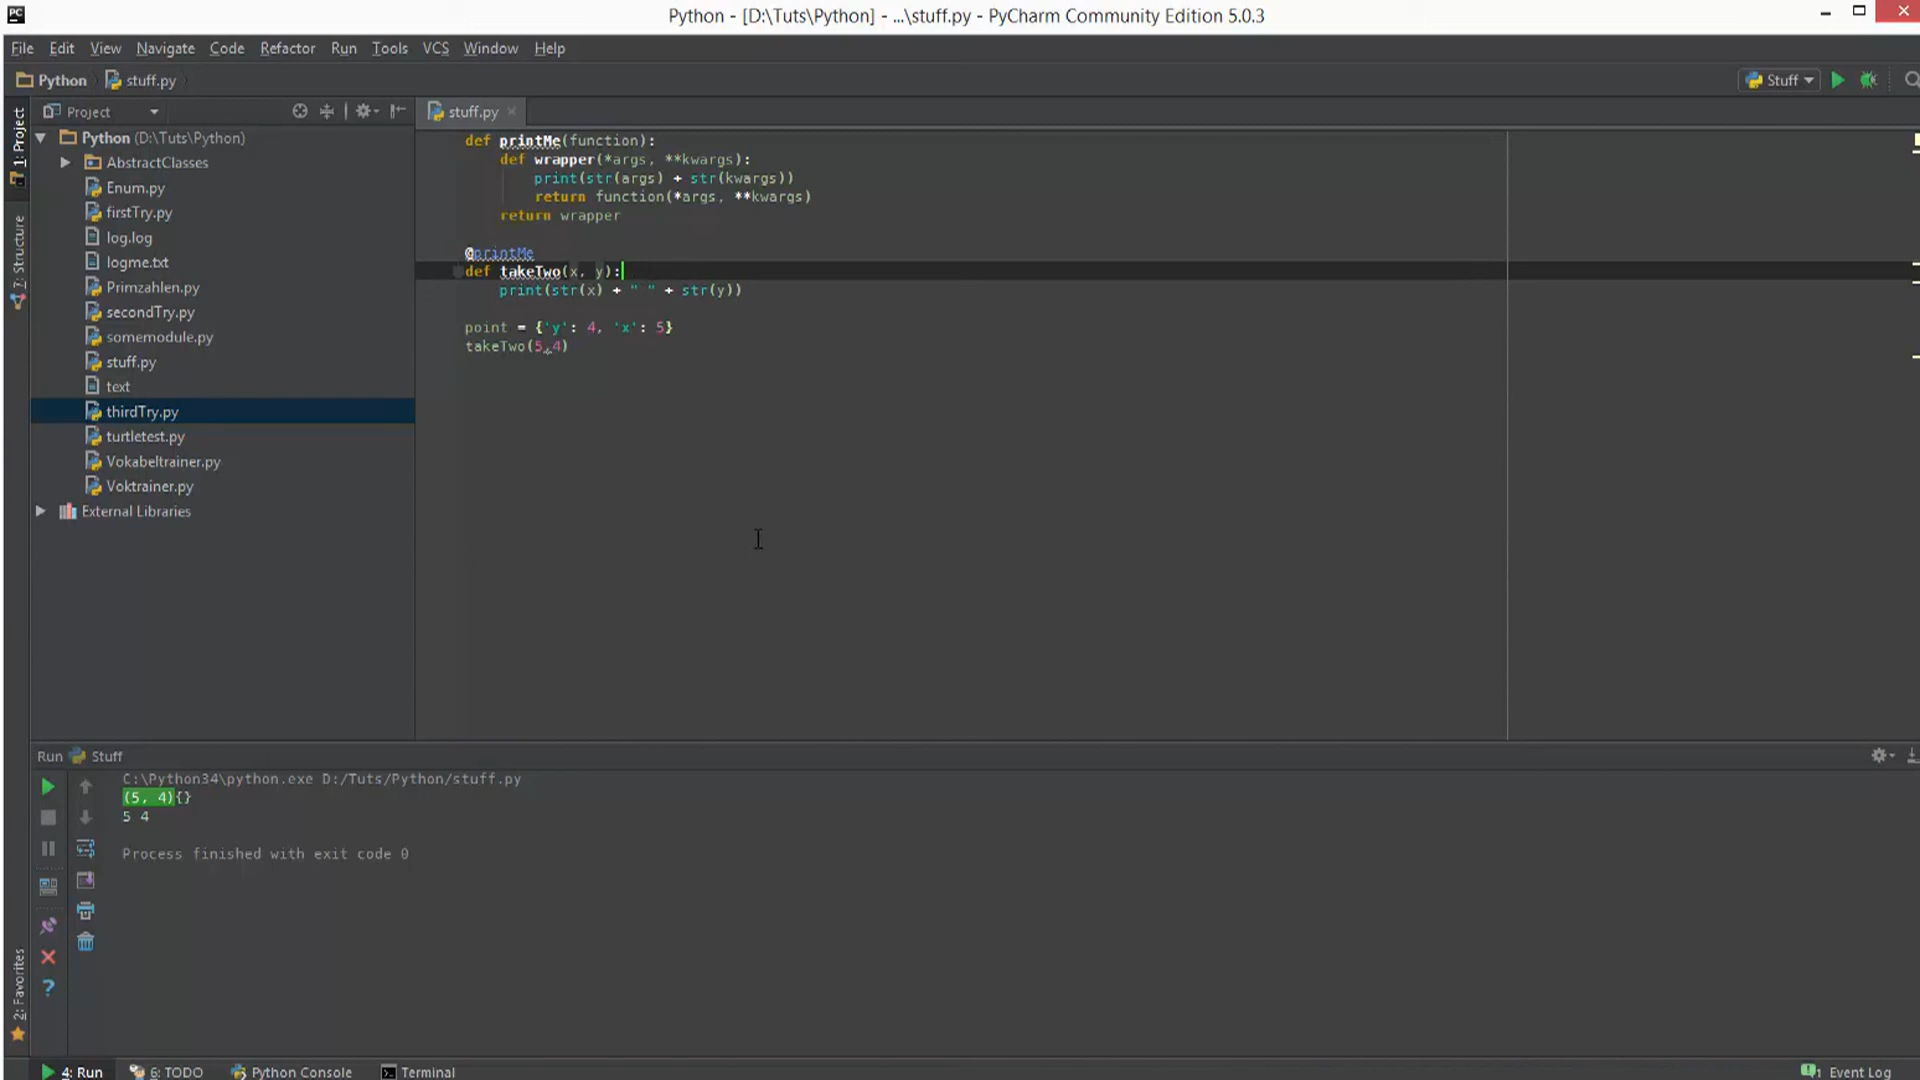 PC
Python - [D:\Tuts\Python] - ...\stuff.py - PyCharm Community Edition 5.0.3
File Edit View Navigate Code Refactor Run Tools VCS Window Help
Python stuff.py
Stuff
1: Project
7: Structure
2: Favorites
Project
Python (D:\Tuts\Python)
AbstractClasses
Enum.py
firstTry.py
log.log
logme.txt
Primzahlen.py
secondTry.py
somemodule.py
stuff.py
text
thirdTry.py
turtletest.py
Vokabeltrainer.py
Voktrainer.py
External Libraries
stuff.py
def printMe(function):
def wrapper(*args, **kwargs):
print(str(args) + str(kwargs))
return function(*args, **kwargs)
return wrapper
@printMe
def takeTwo(x, y):
print(str(x) + " " + str(y))
point = {'y': 4, 'x': 5}
takeTwo(5,4)
Run Stuff
C:\Python34\python.exe D:/Tuts/Python/stuff.py
(5, 4){}
5 4
Process finished with exit code 0
4: Run 6: TODO Python Console Terminal
1 Event Log